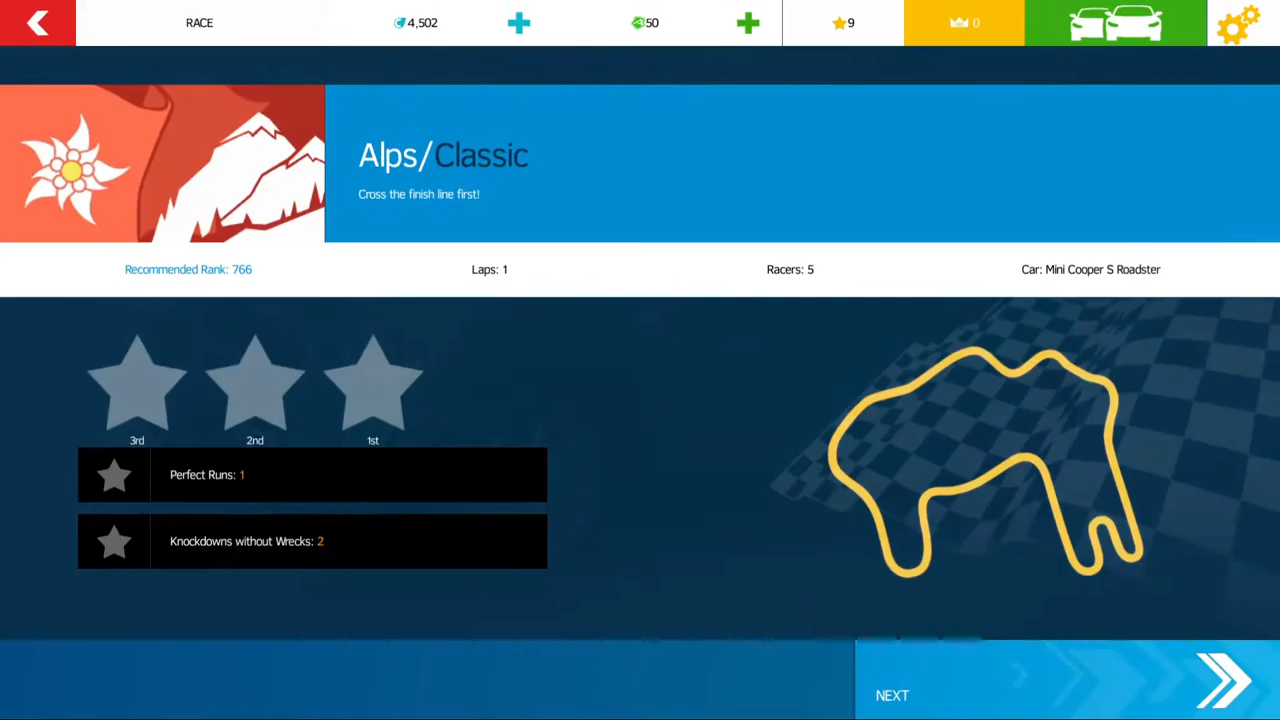 RACE
4,502
50
9
0
Alps/Classic
Cross the finish line first!
Recommended Rank: 766
Laps: 1
Racers: 5
Car: Mini Cooper S Roadster
3rd
2nd
1st
Perfect Runs: 1
Knockdowns without Wrecks: 2
NEXT